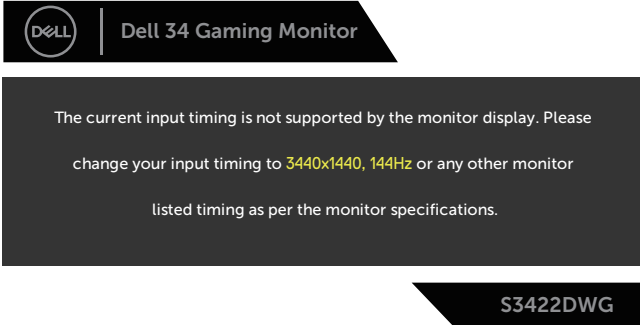 DELL
Dell 34 Gaming Monitor
The current input timing is not supported by the monitor display. Please
change your input timing to 3440x1440, 144Hz or any other monitor
listed timing as per the monitor specifications.
S3422DWG